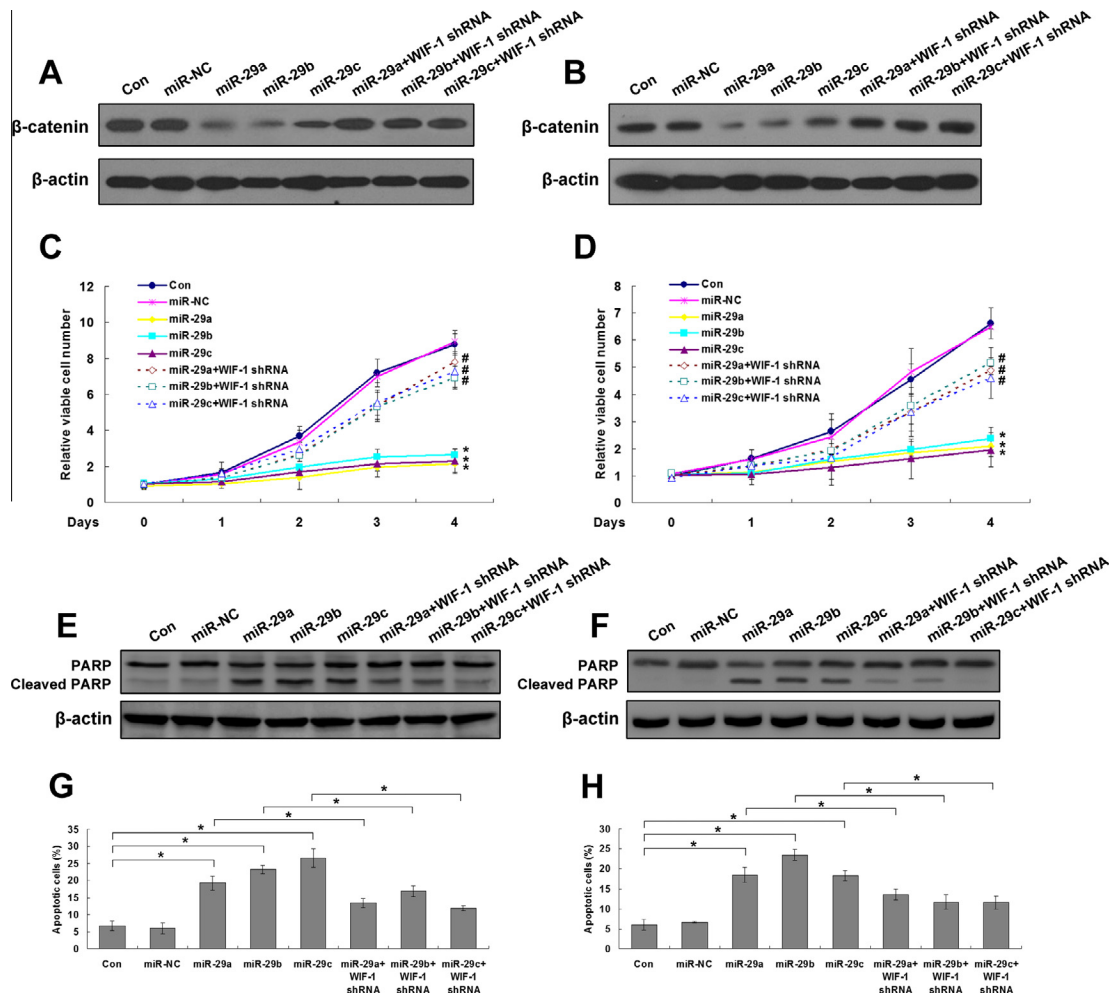 A
Con
miR-NC
miR-29a
miR-29b
miR-29c
miR-29a+WIF-1 shRNA
miR-29b+WIF-1 shRNA
miR-29c+WIF-1 shRNA
β-catenin
β-actin
B
Con
miR-NC
miR-29a
miR-29b
miR-29c
miR-29a+WIF-1 shRNA
miR-29b+WIF-1 shRNA
miR-29c+WIF-1 shRNA
β-catenin
β-actin
C
Relative viable cell number
12
10
8
6
4
2
0
Con
miR-NC
miR-29a
miR-29b
miR-29c
miR-29a+WIF-1 shRNA
miR-29b+WIF-1 shRNA
miR-29c+WIF-1 shRNA
#
#
#
*
*
*
Days 0 1 2 3 4
D
Relative viable cell number
8
7
6
5
4
3
2
1
0
Con
miR-NC
miR-29a
miR-29b
miR-29c
miR-29a+WIF-1 shRNA
miR-29b+WIF-1 shRNA
miR-29c+WIF-1 shRNA
#
#
#
*
*
*
Days 0 1 2 3 4
E
Con
miR-NC
miR-29a
miR-29b
miR-29c
miR-29a+WIF-1 shRNA
miR-29b+WIF-1 shRNA
miR-29c+WIF-1 shRNA
PARP
Cleaved PARP
β-actin
F
Con
miR-NC
miR-29a
miR-29b
miR-29c
miR-29a+WIF-1 shRNA
miR-29b+WIF-1 shRNA
miR-29c+WIF-1 shRNA
PARP
Cleaved PARP
β-actin
G
Apoptotic cells (%)
35
30
25
20
15
10
5
0
*
*
*
*
*
*
Con miR-NC miR-29a miR-29b miR-29c miR-29a+ miR-29b+ miR-29c+
WIF-1 WIF-1 WIF-1
shRNA shRNA shRNA
H
Apoptotic cells (%)
30
25
20
15
10
5
0
*
*
*
*
*
*
Con miR-NC miR-29a miR-29b miR-29c miR-29a+ miR-29b+ miR-29c+
WIF-1 WIF-1 WIF-1
shRNA shRNA shRNA